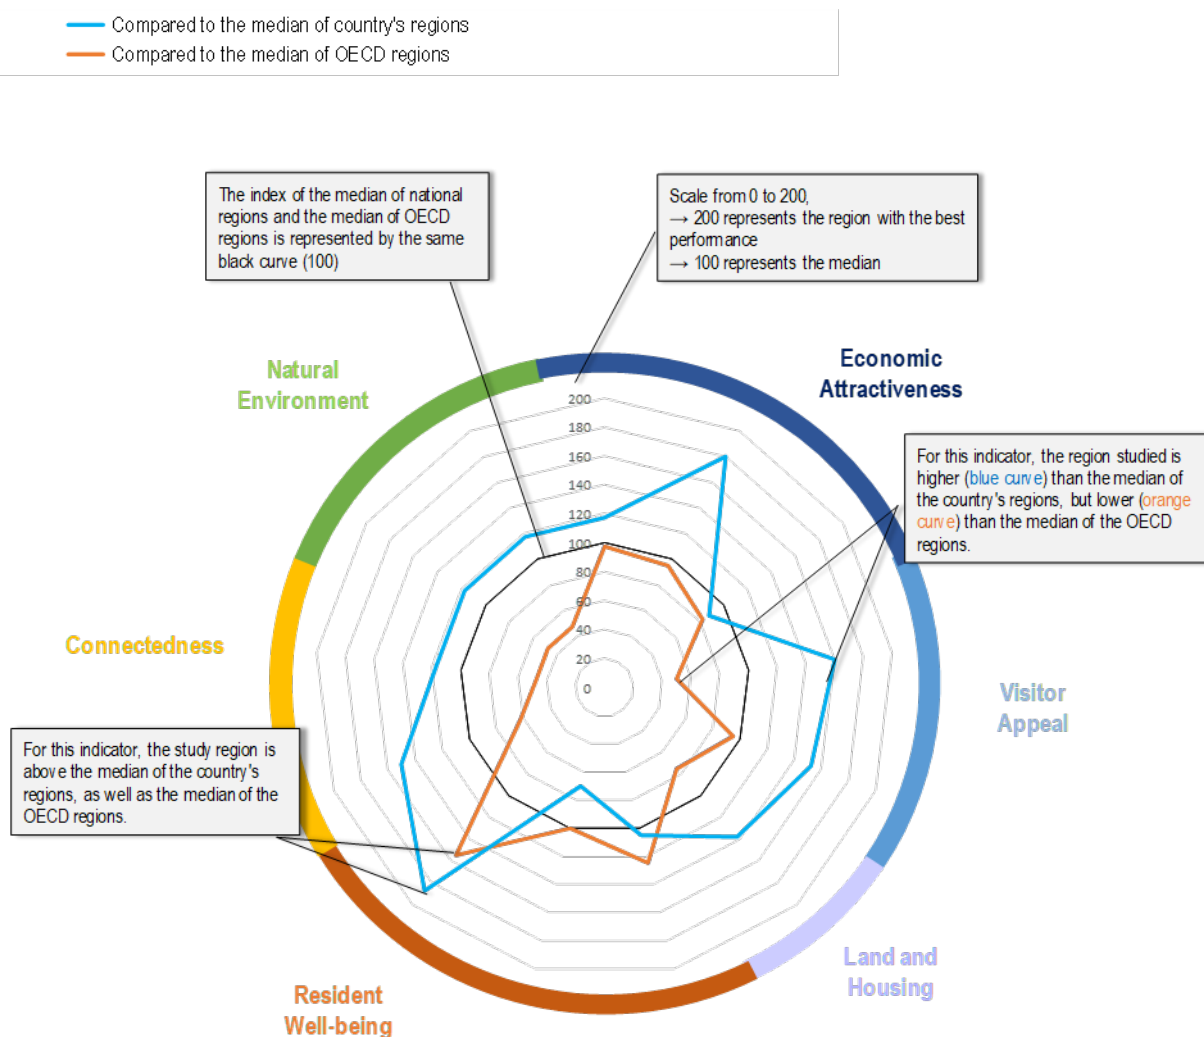 Compared to the median of country's regions
Compared to the median of OECD regions
The index of the median of national
regions and the median of OECD
regions is represented by the same
black curve (100)
Scale from 0 to 200,
→ 200 represents the region with the best
performance
→ 100 represents the median
Natural
Environment
Economic
Attractiveness
200
180
160
140
120
100
80
60
40
20
0
For this indicator, the region studied is
higher (blue curve) than the median of
the country's regions, but lower (orange
curve) than the median of the OECD
regions.
Connectedness
Visitor
Appeal
For this indicator, the study region is
above the median of the country's
regions, as well as the median of the
OECD regions.
Land and
Housing
Resident
Well-being